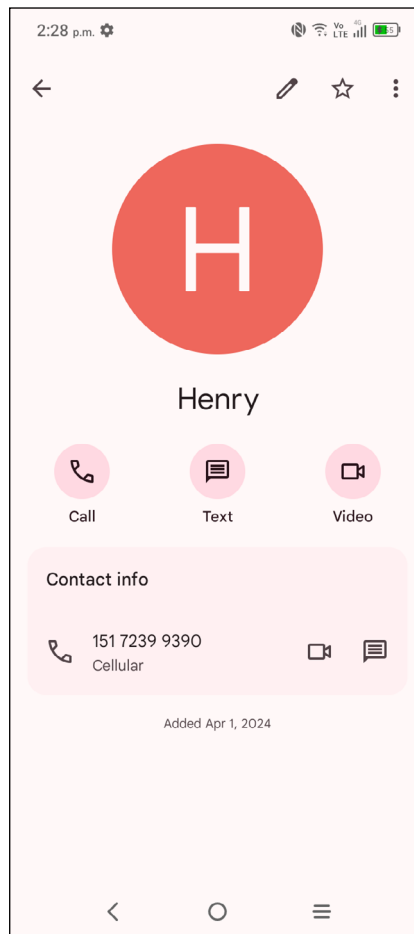 2:28 p.m.
Vo LTE 4G 55
H
Henry
Call Text Video
Contact info
151 7239 9390
Cellular
Added Apr 1, 2024